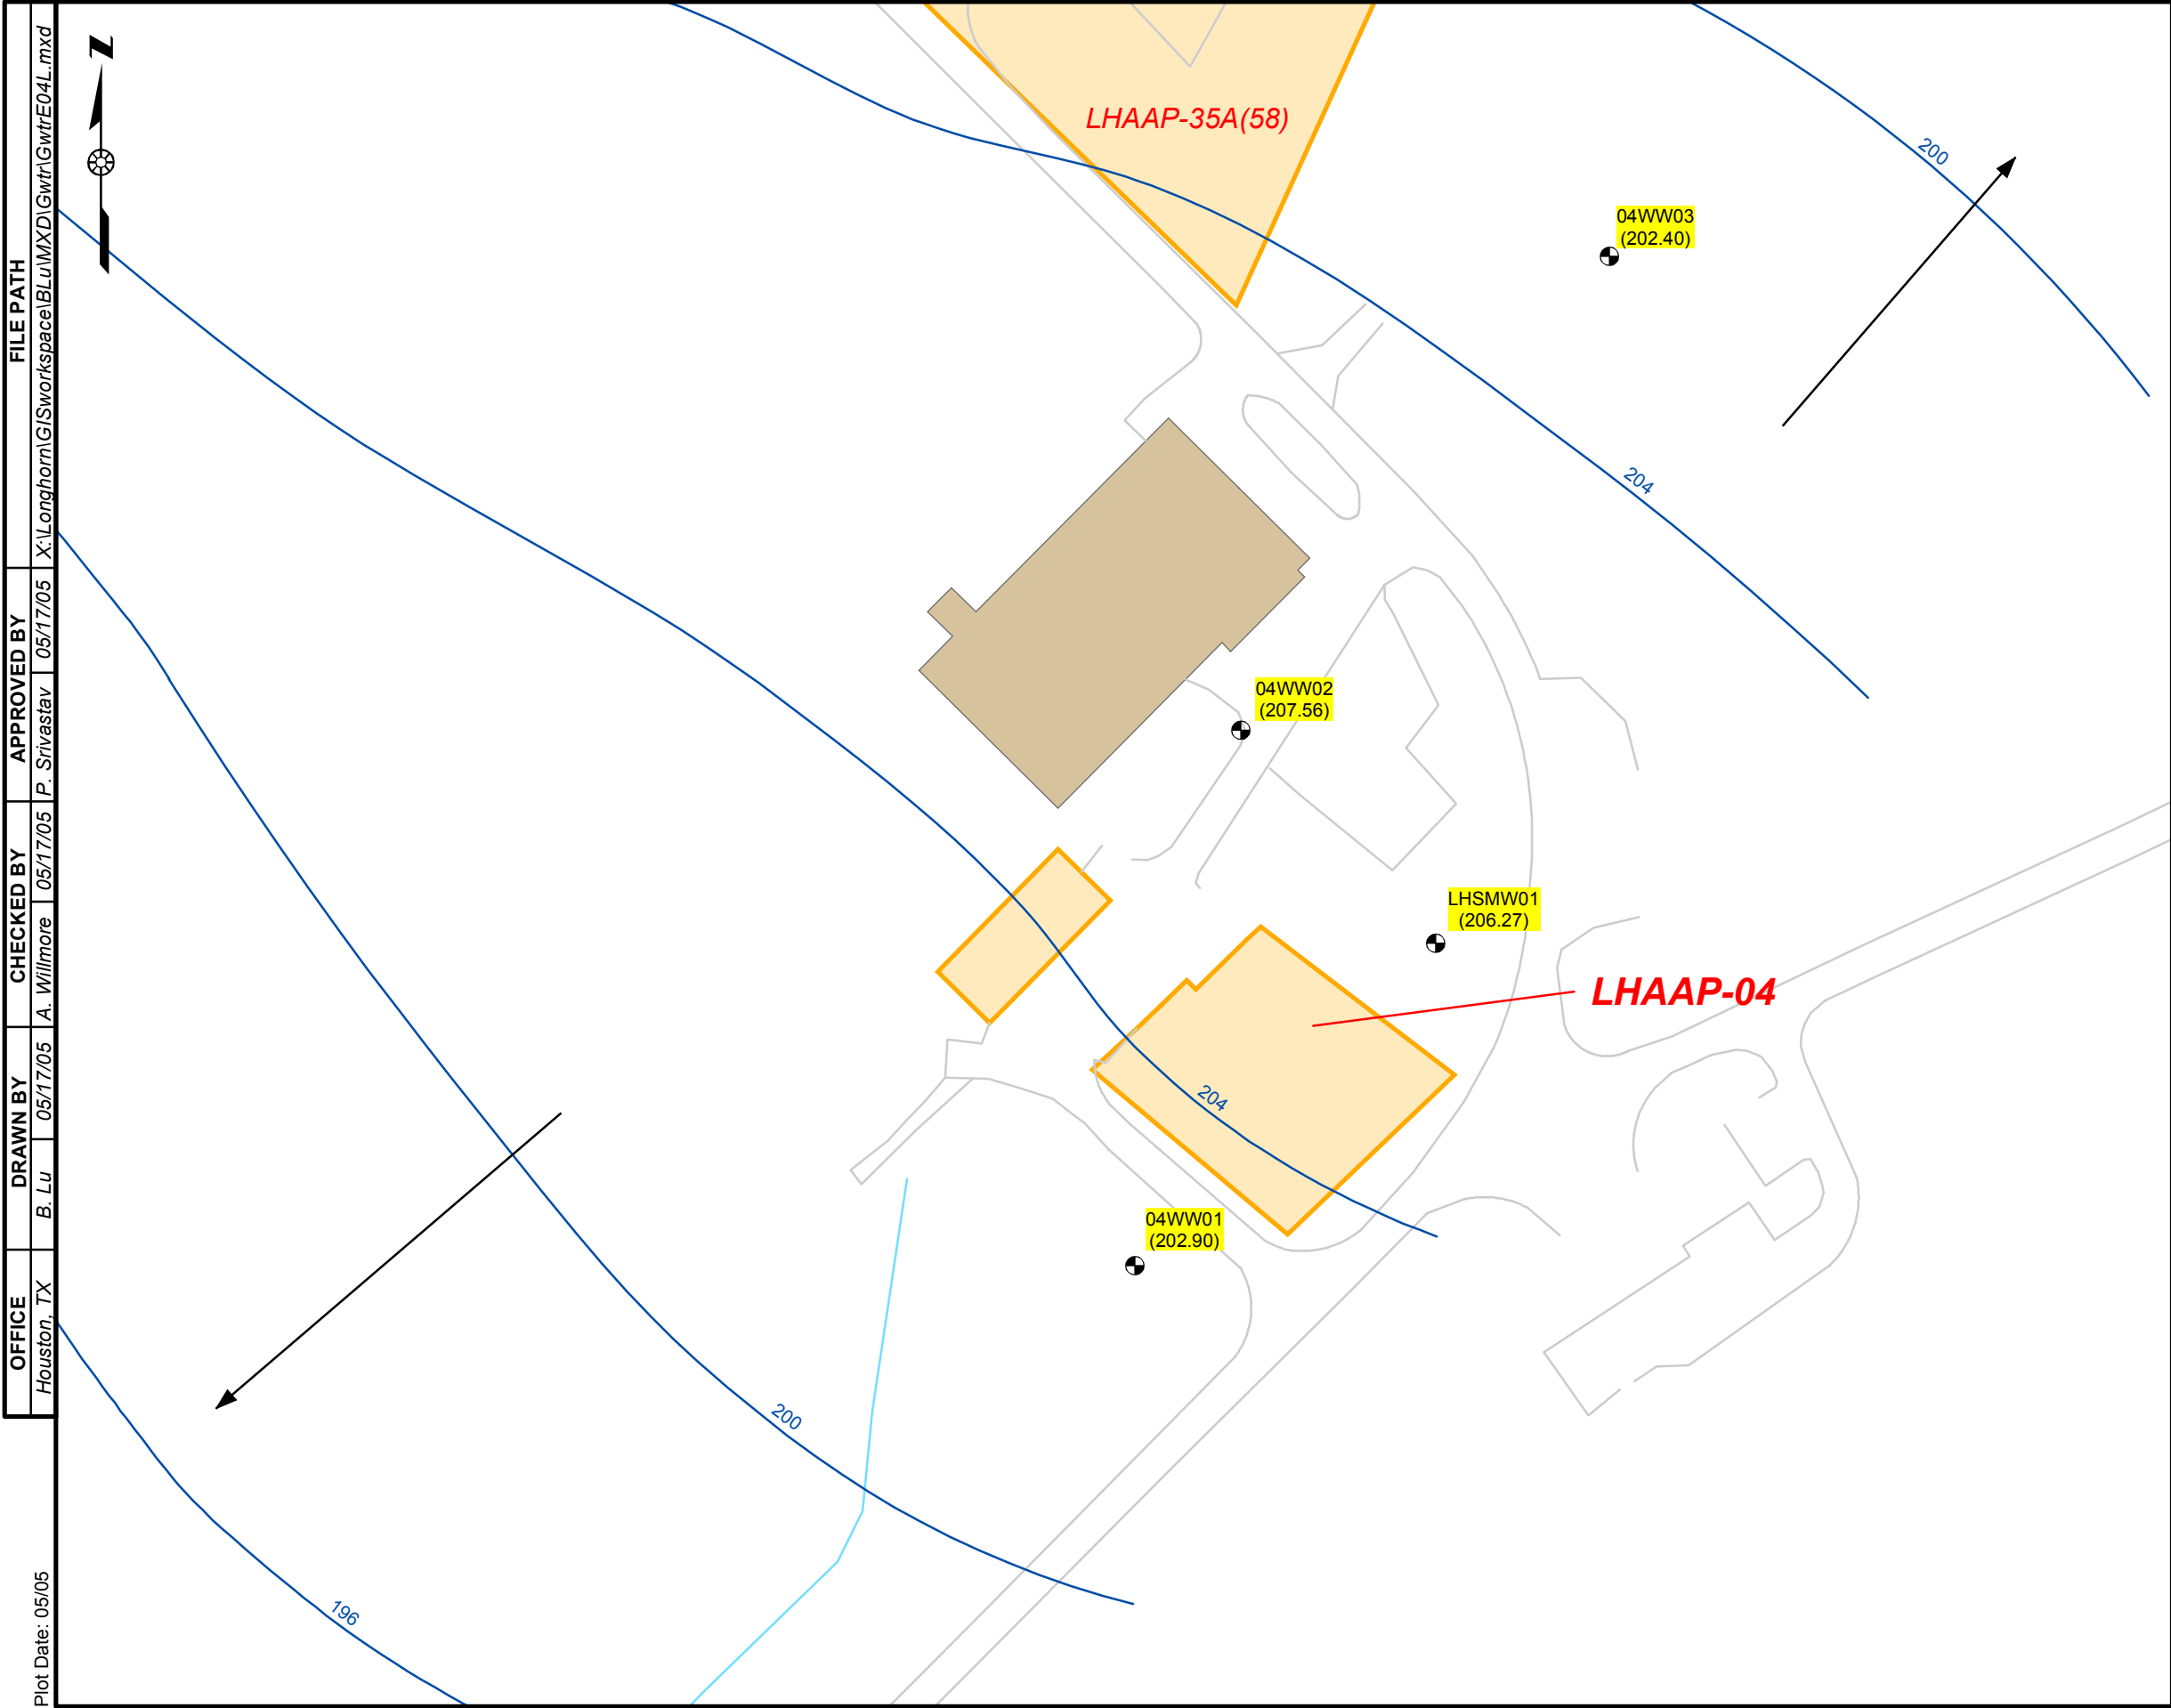 FILE PATH
X:\Longhorn\GISworkspace\BLu\MXD\Gwtr\GwtrE04L.mxd
APPROVED BY
P. Srivastav 05/17/05
CHECKED BY
A. Willmore 05/17/05
DRAWN BY
B. Lu 05/17/05
OFFICE
Houston, TX
Plot Date: 05/05
N
LHAAP-35A(58)
200
04WW03
(202.40)
204
04WW02
(207.56)
LHSMW01
(206.27)
LHAAP-04
204
04WW01
(202.90)
200
196